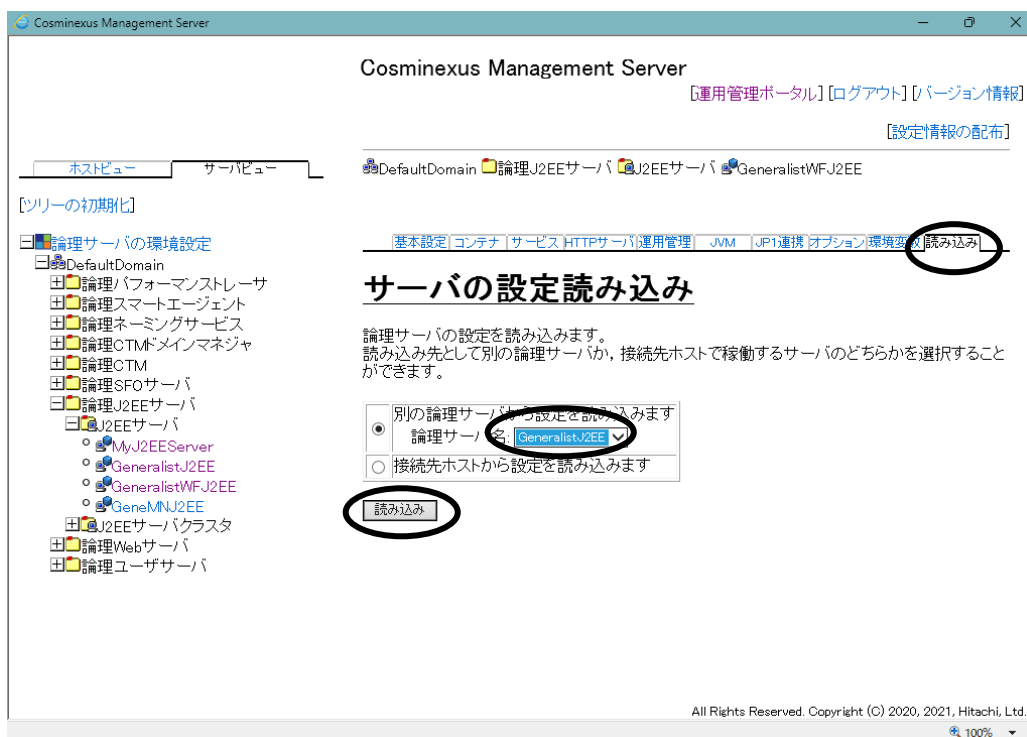 Cosminexus Management Server
Cosminexus Management Server
[運用管理ポータル] [ログアウト] [バージョン情報]
[設定情報の配布]
ホストビュー サーバビュー
DefaultDomain 論理J2EEサーバ J2EEサーバ GeneralistWFJ2EE
[ツリーの初期化]
論理サーバの環境設定
DefaultDomain
論理パフォーマンストレーサ
論理スマートエージェント
論理ネーミングサービス
論理CTMドメインマネジャ
論理CTM
論理SFOサーバ
論理J2EEサーバ
J2EEサーバ
MyJ2EEServer
GeneralistJ2EE
GeneralistWFJ2EE
GeneMNJ2EE
J2EEサーバクラスタ
論理Webサーバ
論理ユーザサーバ
基本設定 コンテナ サービス HTTPサーバ 運用管理 JVM JP1連携 オプション 環境変数 読み込み
サーバの設定読み込み
論理サーバの設定を読み込みます。
読み込み先として別の論理サーバか，接続先ホストで稼働するサーバのどちらかを選択すること
ができます。
別の論理サーバから設定を読み込みます
論理サーバ名: GeneralistJ2EE
接続先ホストから設定を読み込みます
読み込み
All Rights Reserved. Copyright (C) 2020, 2021, Hitachi, Ltd.
100%